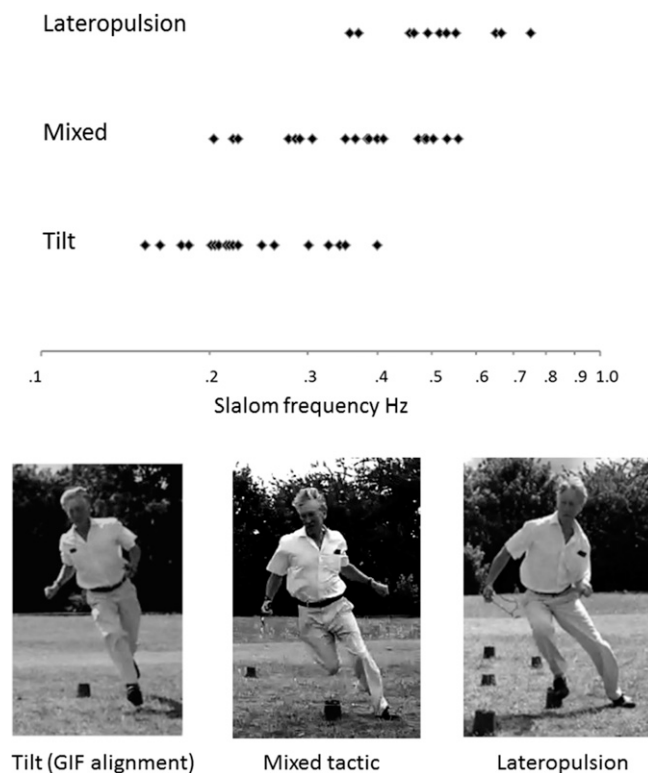 Lateropulsion
Mixed
Tilt
.1 .2 .3 .4 .5 .6 .7 .8 .9 1.0
Slalom frequency Hz
Tilt (GIF alignment) Mixed tactic Lateropulsion